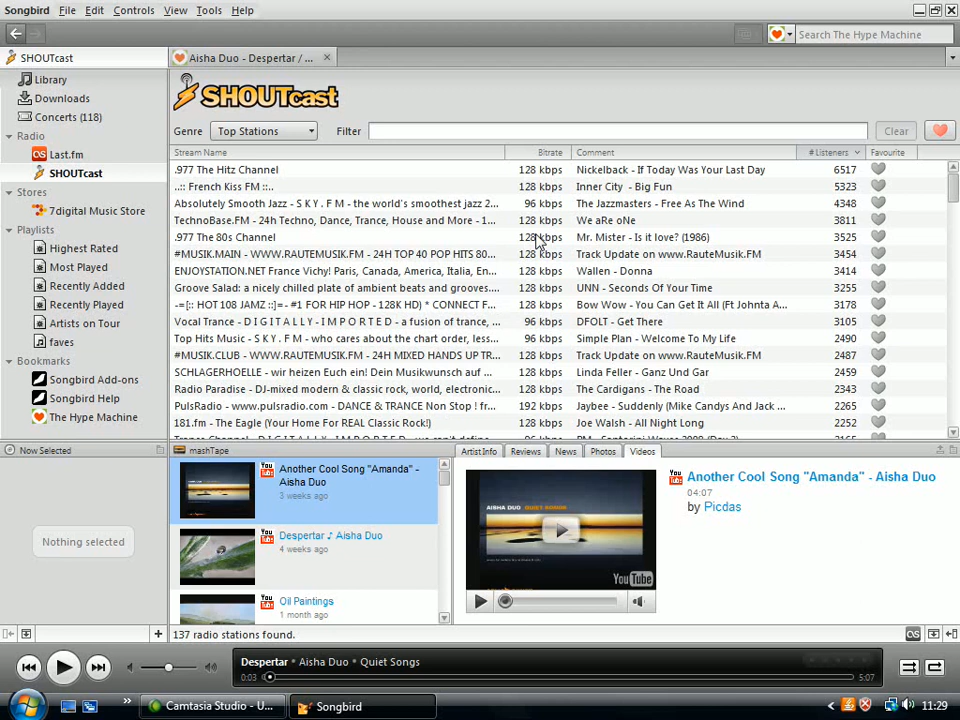 Songbird File Edit Controls View Tools Help
Search The Hype Machine
SHOUTcast
Aisha Duo - Despertar / ...
Library
Downloads
Concerts (118)
Radio
Last.fm
SHOUTcast
Stores
7digital Music Store
Playlists
Highest Rated
Most Played
Recently Added
Recently Played
Artists on Tour
faves
Bookmarks
Songbird Add-ons
Songbird Help
The Hype Machine
SHOUTcast
Genre Top Stations Filter Clear
Stream Name Bitrate Comment # Listeners Favourite
.977 The Hitz Channel 128 kbps Nickelback - If Today Was Your Last Day 6517
..:: French Kiss FM ::.. 128 kbps Inner City - Big Fun 5323
Absolutely Smooth Jazz - S K Y . F M - the world's smoothest jazz 2... 96 kbps The Jazzmasters - Free As The Wind 4348
TechnoBase.FM - 24h Techno, Dance, Trance, House and More - 1... 128 kbps We aRe oNe 3811
.977 The 80s Channel 128 kbps Mr. Mister - Is it love? (1986) 3525
#MUSIK.MAIN - WWW.RAUTEMUSIK.FM - 24H TOP 40 POP HITS 80... 128 kbps Track Update on www.RauteMusik.FM 3454
ENJOYSTATION.NET France Vichy! Paris, Canada, America, Italia, En... 128 kbps Wallen - Donna 3414
Groove Salad: a nicely chilled plate of ambient beats and grooves.... 128 kbps UNN - Seconds Of Your Time 3255
-=[:: HOT 108 JAMZ ::]=- #1 FOR HIP HOP - 128K HD) * CONNECT F... 128 kbps Bow Wow - You Can Get It All (Ft Johnta A... 3178
Vocal Trance - D I G I T A L L Y - I M P O R T E D - a fusion of trance, ... 96 kbps DFOLT - Get There 3105
Top Hits Music - S K Y . F M - who cares about the chart order, less... 96 kbps Simple Plan - Welcome To My Life 2490
#MUSIK.CLUB - WWW.RAUTEMUSIK.FM - 24H MIXED HANDS UP TR... 128 kbps Track Update on www.RauteMusik.FM 2487
SCHLAGERHOELLE - wir heizen Euch ein! Dein Musikwunsch auf ... 128 kbps Linda Feller - Ganz Und Gar 2459
Radio Paradise - DJ-mixed modern & classic rock, world, electronic... 128 kbps The Cardigans - The Road 2343
PulsRadio - www.pulsradio.com - DANCE & TRANCE Non Stop ! fr... 192 kbps Jaybee - Suddenly (Mike Candys And Jack ... 2265
181.fm - The Eagle (Your Home For REAL Classic Rock!) 128 kbps Joe Walsh - All Night Long 2251
Now Selected
Nothing selected
mashTape
Artist Info Reviews News Photos Videos
Another Cool Song "Amanda" -
Aisha Duo
3 weeks ago
Despertar ♪ Aisha Duo
4 weeks ago
Oil Paintings
1 month ago
AISHA DUO QUIET SONGS
YouTube
Another Cool Song "Amanda" - Aisha Duo
04:07
by Picdas
137 radio stations found.
Despertar * Aisha Duo * Quiet Songs
0:03 5:07
Camtasia Studio - U... Songbird 11:29